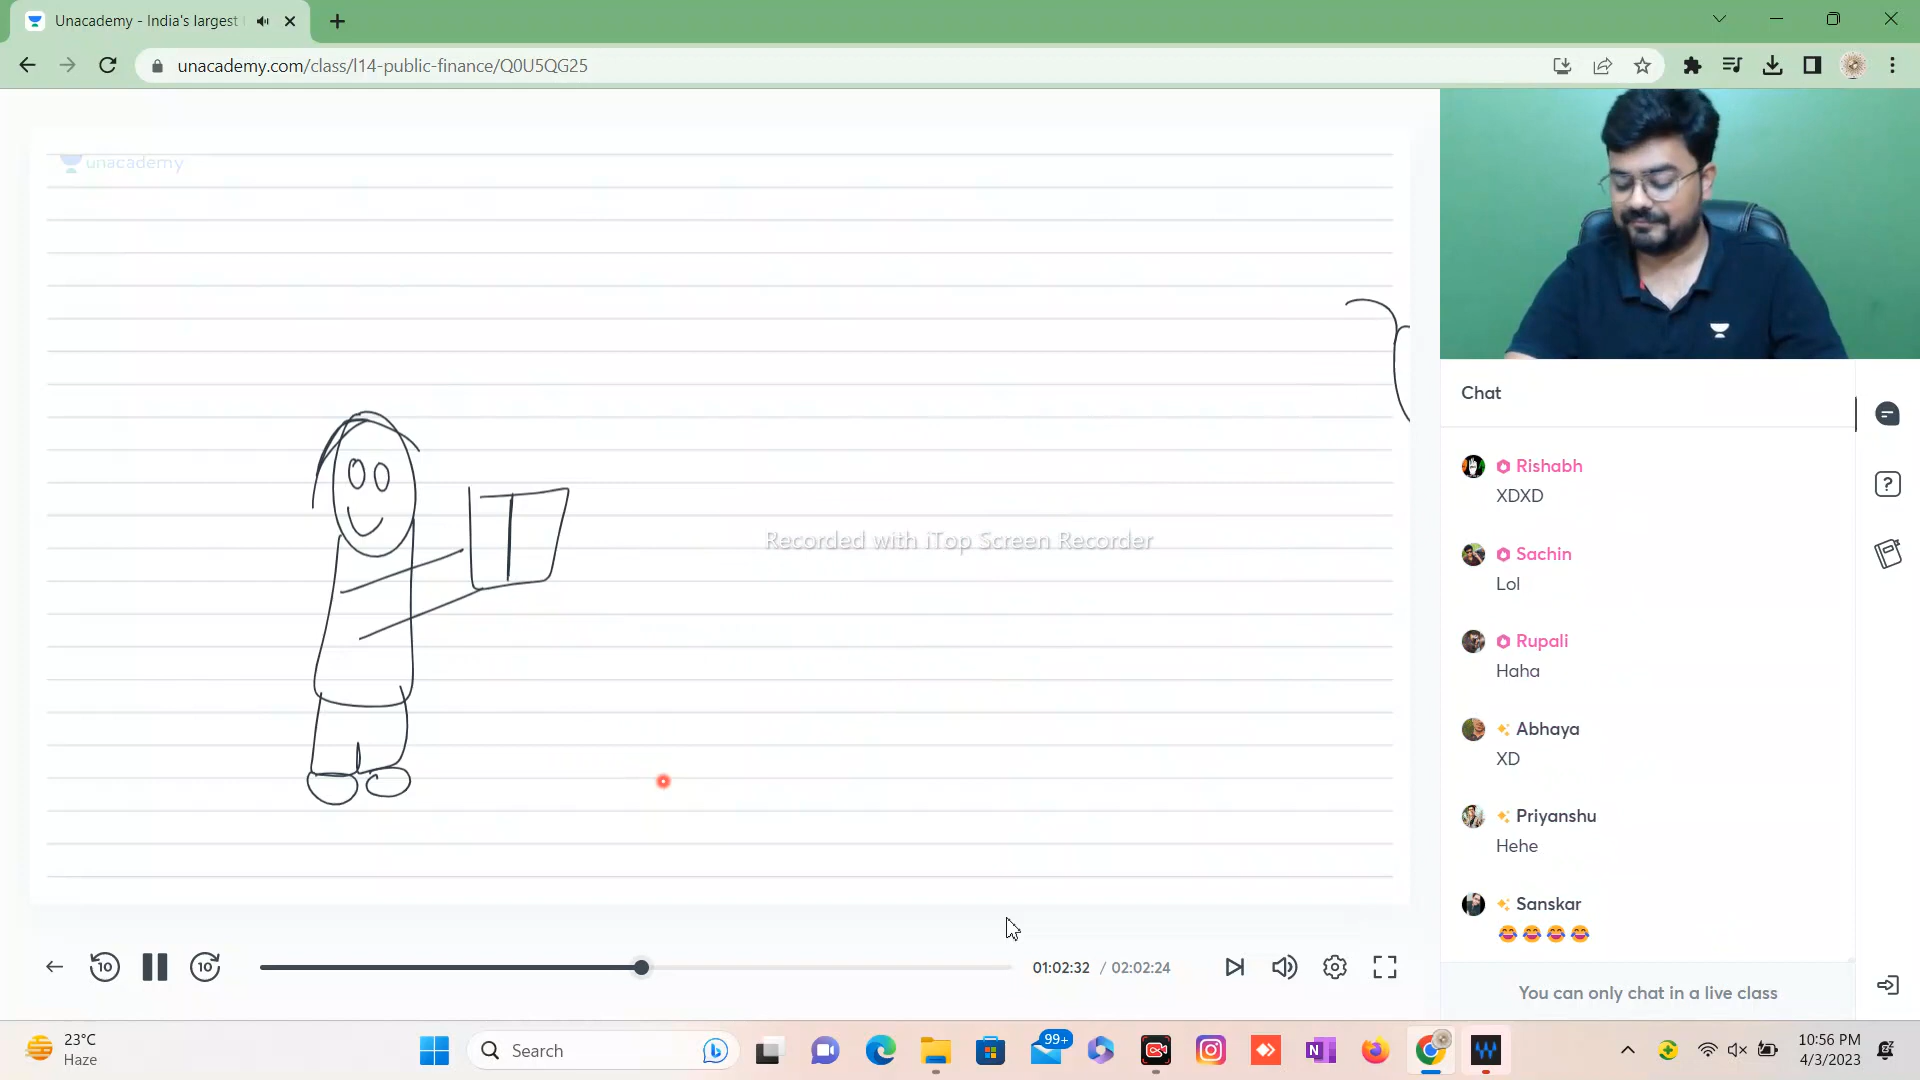 Unacademy - India's largest
unacademy.com/class/l14-public-finance/Q0U5QG25
unacademy
Recorded with iTop Screen Recorder
Chat
Rishabh
XDXD
Sachin
Lol
Rupali
Haha
Abhaya
XD
Priyanshu
Hehe
Sanskar
😂 😂 😂 😂
You can only chat in a live class
10
10
01:02:32 / 02:02:24
23°C
Haze
Search
99+
10:56 PM
4/3/2023